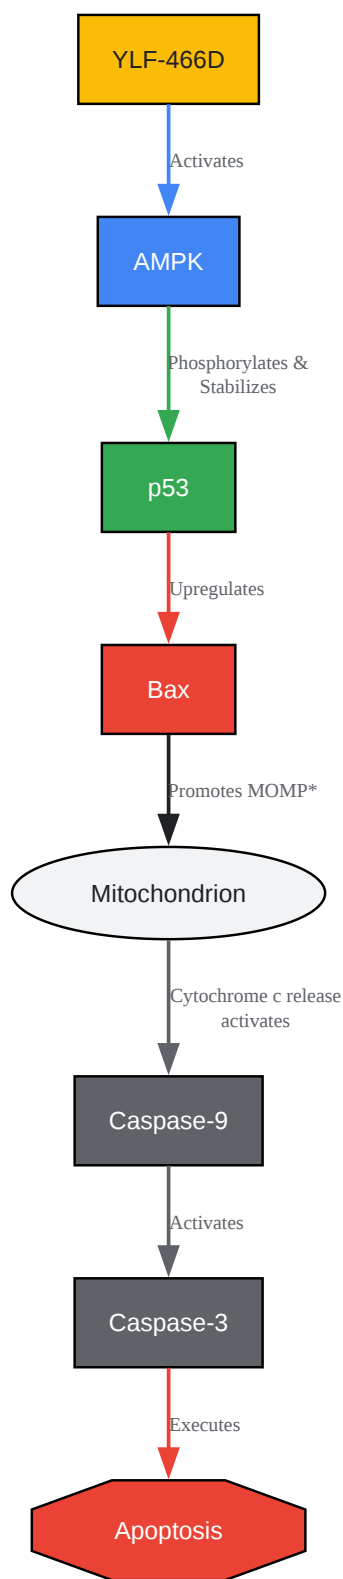 YLF-466D
Activates
AMPK
Phosphorylates &
Stabilizes
p53
Upregulates
Bax
Promotes MOMP*
Mitochondrion
Cytochrome c release
activates
Caspase-9
Activates
Caspase-3
Executes
Apoptosis